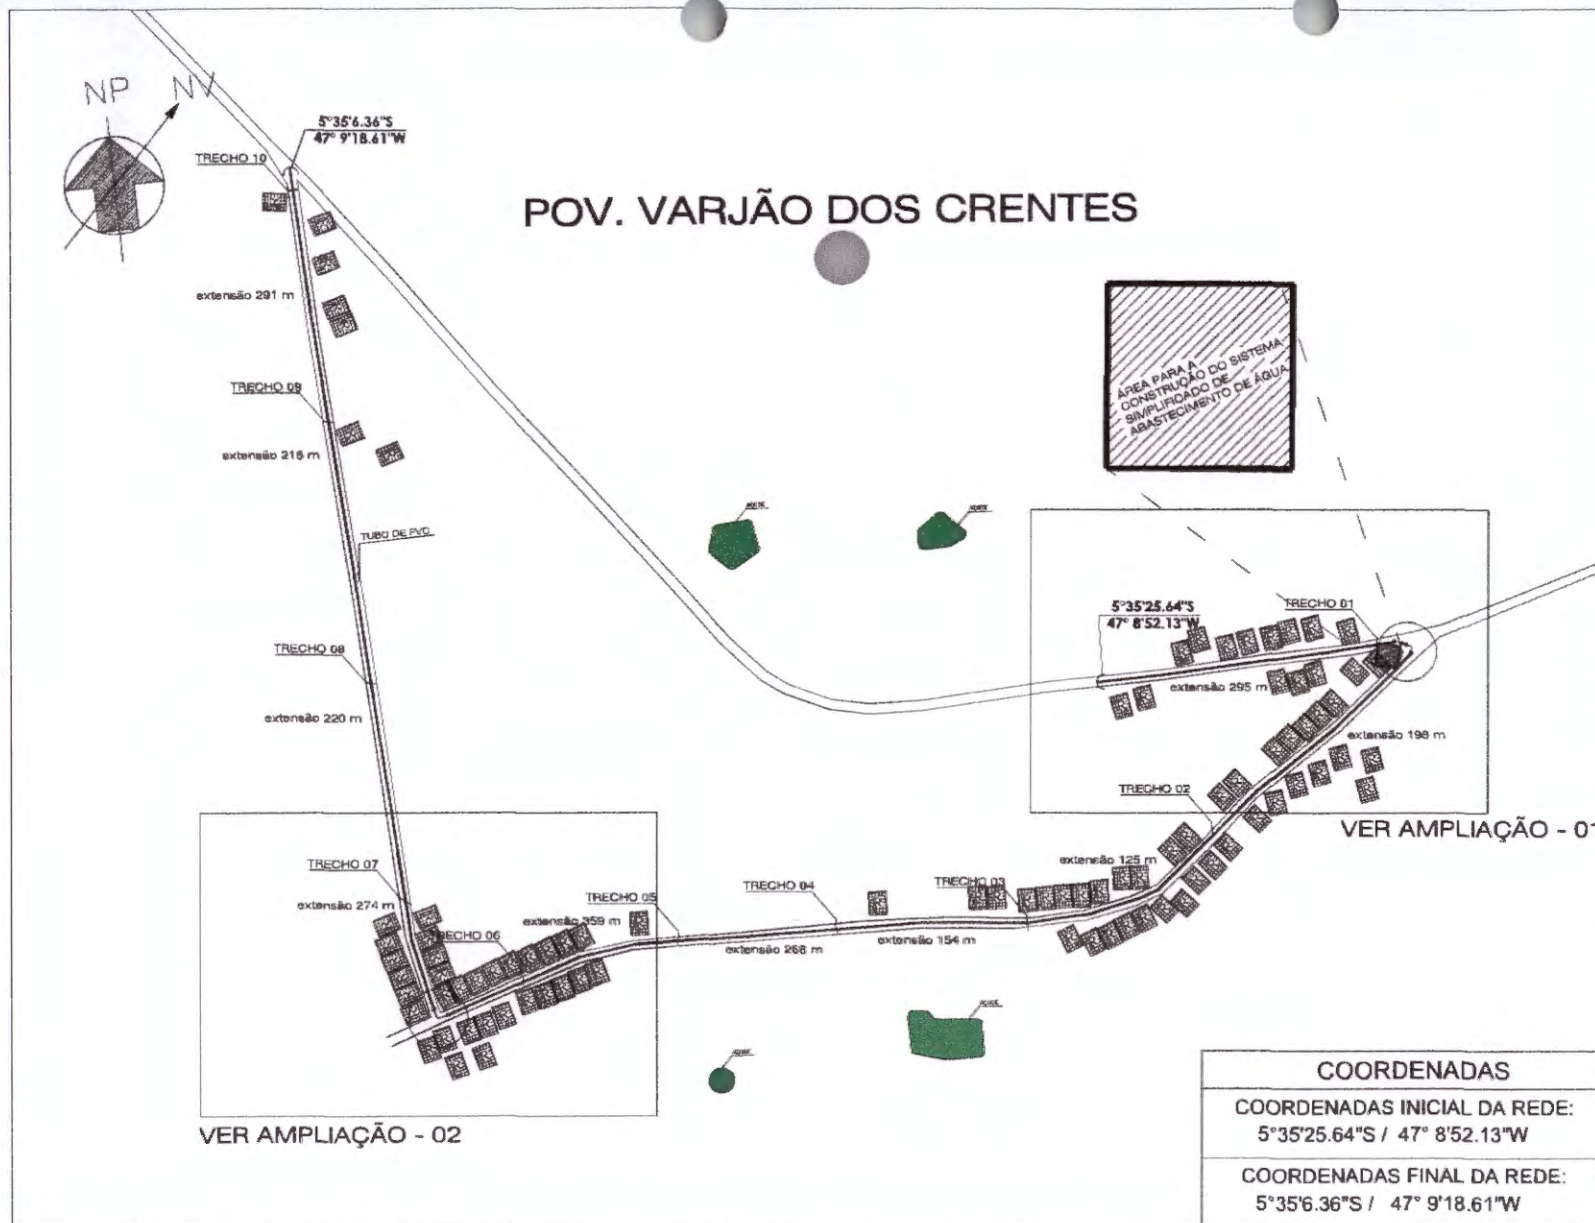 NP
NV
5°35'6.36"S
47° 9'18.61"W
TRECHO 10
POV. VARJÃO DOS CRENTES
extensão 291 m
ÁREA PARA A
CONSTRUÇÃO DO SISTEMA
SIMPLIFICADO DE
ABASTECIMENTO DE ÁGUA
TRECHO 09
extensão 216 m
TUBO DE PVC
5°35'25.64"S
47° 8'52.13"W
TRECHO 01
TRECHO 08
extensão 295 m
extensão 220 m
extensão 198 m
TRECHO 02
VER AMPLIAÇÃO - 01
TRECHO 07
extensão 125 m
TRECHO 03
TRECHO 04
TRECHO 05
extensão 274 m
extensão 359 m
TRECHO 06
extensão 268 m
extensão 154 m
VER AMPLIAÇÃO - 02
COORDENADAS
COORDENADAS INICIAL DA REDE:
5°35'25.64"S / 47° 8'52.13"W
COORDENADAS FINAL DA REDE:
5°35'6.36"S / 47° 9'18.61"W